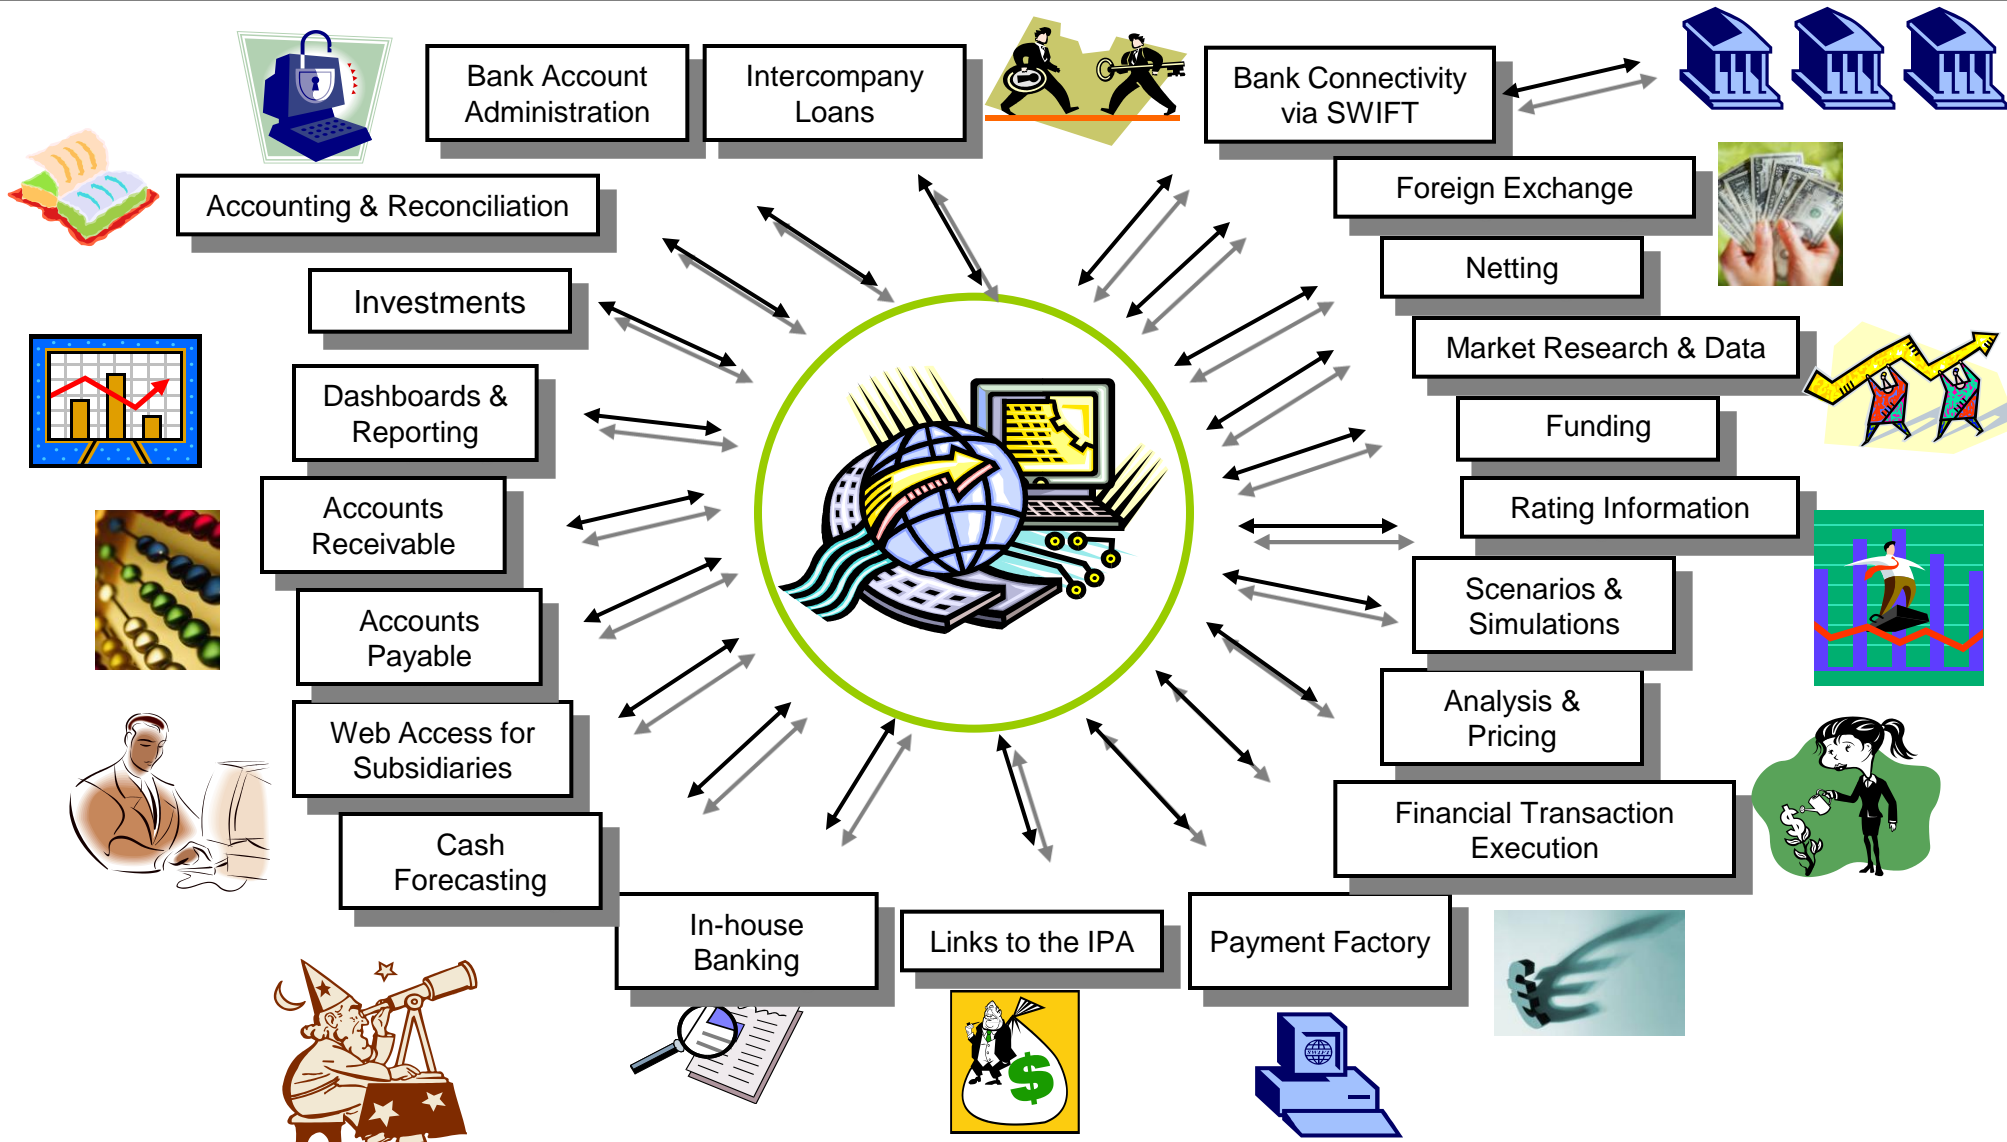 Bank Account
Administration
Intercompany
Loans
Bank Connectivity
via SWIFT
Accounting & Reconciliation
Foreign Exchange
Investments
Netting
Dashboards &
Reporting
Market Research & Data
Funding
Accounts
Receivable
Rating Information
Accounts
Payable
Scenarios &
Simulations
Web Access for
Subsidiaries
Analysis &
Pricing
Cash
Forecasting
Financial Transaction
Execution
In-house
Banking
Links to the IPA
Payment Factory